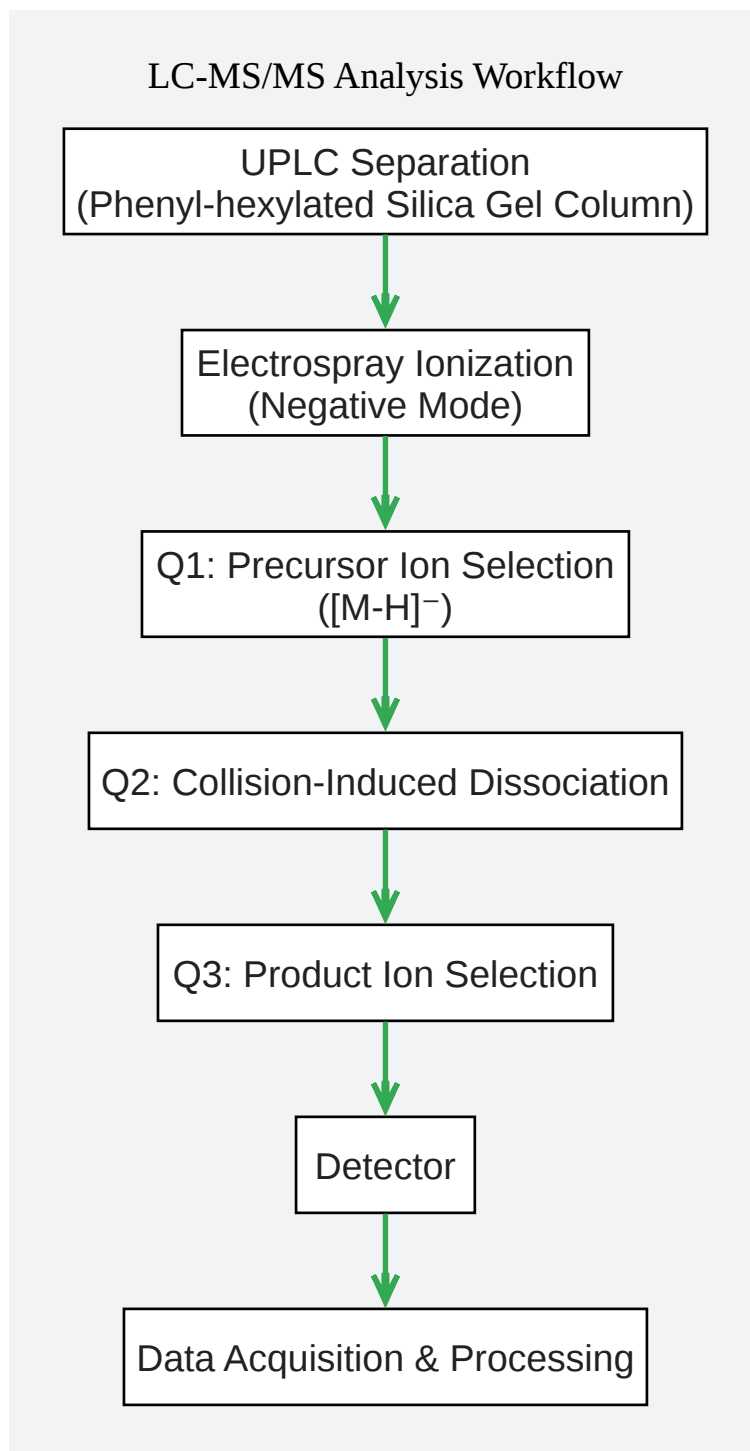 LC-MS/MS Analysis Workflow
UPLC Separation
(Phenyl-hexylated Silica Gel Column)
Electrospray Ionization
(Negative Mode)
Q1: Precursor Ion Selection
([M-H]⁻)
Q2: Collision-Induced Dissociation
Q3: Product Ion Selection
Detector
Data Acquisition & Processing